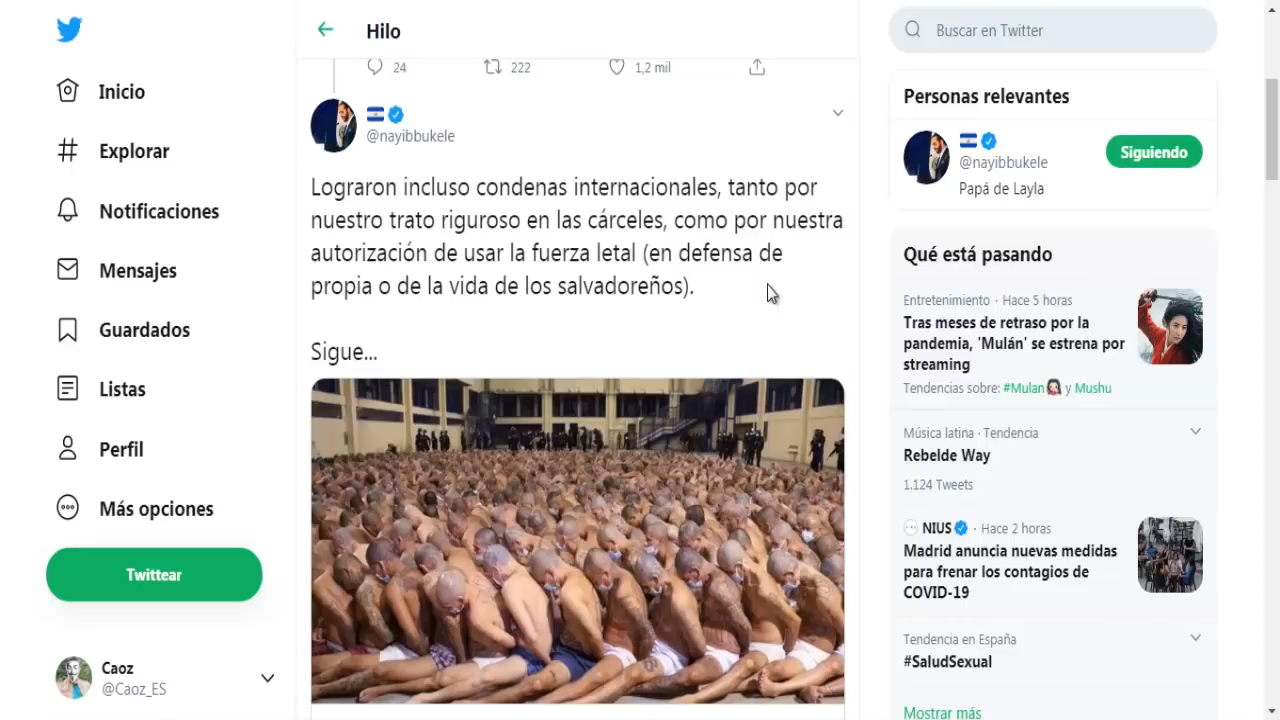 Inicio
Explorar
Notificaciones
Mensajes
Guardados
Listas
Perfil
Más opciones
Twittear
Caoz
@Caoz_ES
Hilo
24 222 1,2 mil
@nayibbukele
Lograron incluso condenas internacionales, tanto por
nuestro trato riguroso en las cárceles, como por nuestra
autorización de usar la fuerza letal (en defensa de
propia o de la vida de los salvadoreños).
Sigue...
Buscar en Twitter
Personas relevantes
@nayibbukele
Siguiendo
Papá de Layla
Qué está pasando
Entretenimiento · Hace 5 horas
Tras meses de retraso por la
pandemia, 'Mulán' se estrena por
streaming
Tendencias sobre: #Mulan y Mushu
Música latina · Tendencia
Rebelde Way
1.124 Tweets
NIUS · Hace 2 horas
Madrid anuncia nuevas medidas
para frenar los contagios de
COVID-19
Tendencia en España
#SaludSexual
Mostrar más